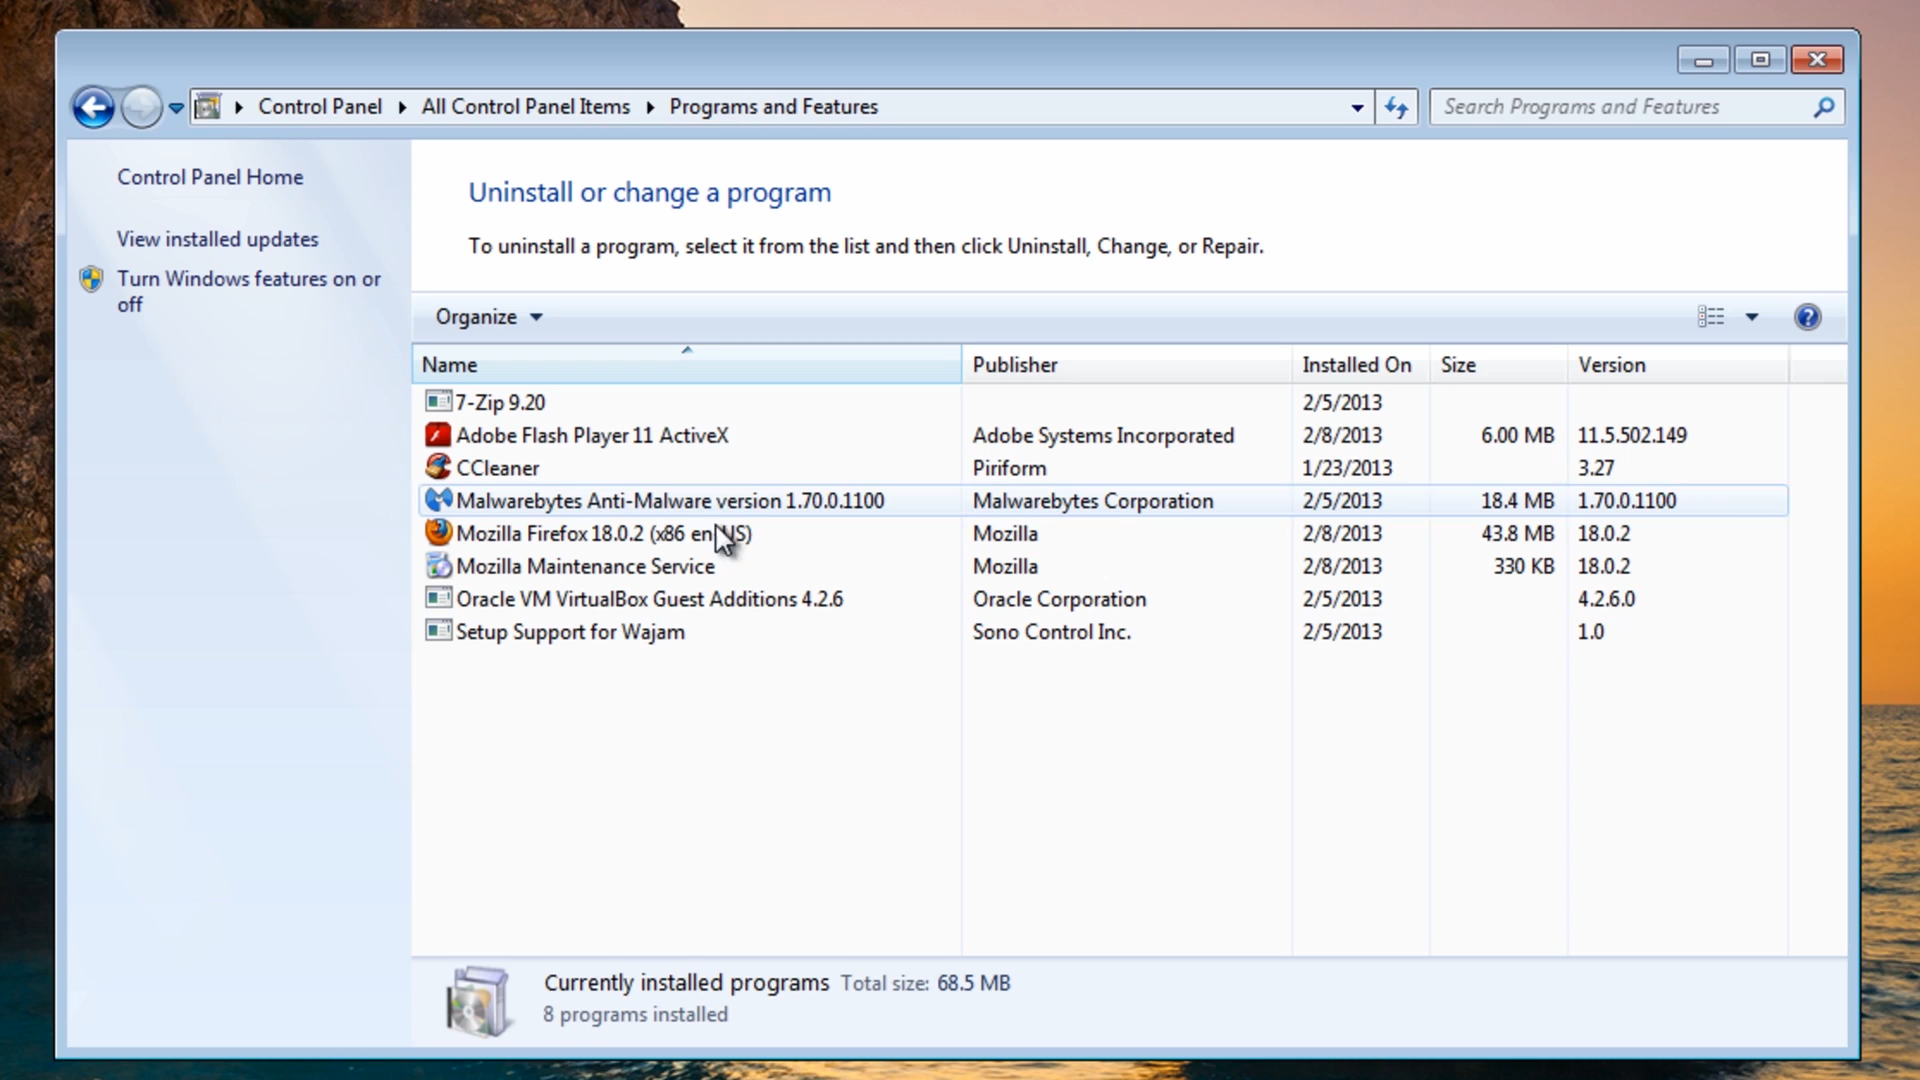 Control Panel ▸ All Control Panel Items ▸ Programs and Features
Search Programs and Features
Control Panel Home
View installed updates
Turn Windows features on or
off
Uninstall or change a program
To uninstall a program, select it from the list and then click Uninstall, Change, or Repair.
Organize
Name Publisher Installed On Size Version
7-Zip 9.20 2/5/2013
Adobe Flash Player 11 ActiveX Adobe Systems Incorporated 2/8/2013 6.00 MB 11.5.502.149
CCleaner Piriform 1/23/2013 3.27
Malwarebytes Anti-Malware version 1.70.0.1100 Malwarebytes Corporation 2/5/2013 18.4 MB 1.70.0.1100
Mozilla Firefox 18.0.2 (x86 en-US) Mozilla 2/8/2013 43.8 MB 18.0.2
Mozilla Maintenance Service Mozilla 2/8/2013 330 KB 18.0.2
Oracle VM VirtualBox Guest Additions 4.2.6 Oracle Corporation 2/5/2013 4.2.6.0
Setup Support for Wajam Sono Control Inc. 2/5/2013 1.0
Currently installed programs Total size: 68.5 MB
8 programs installed